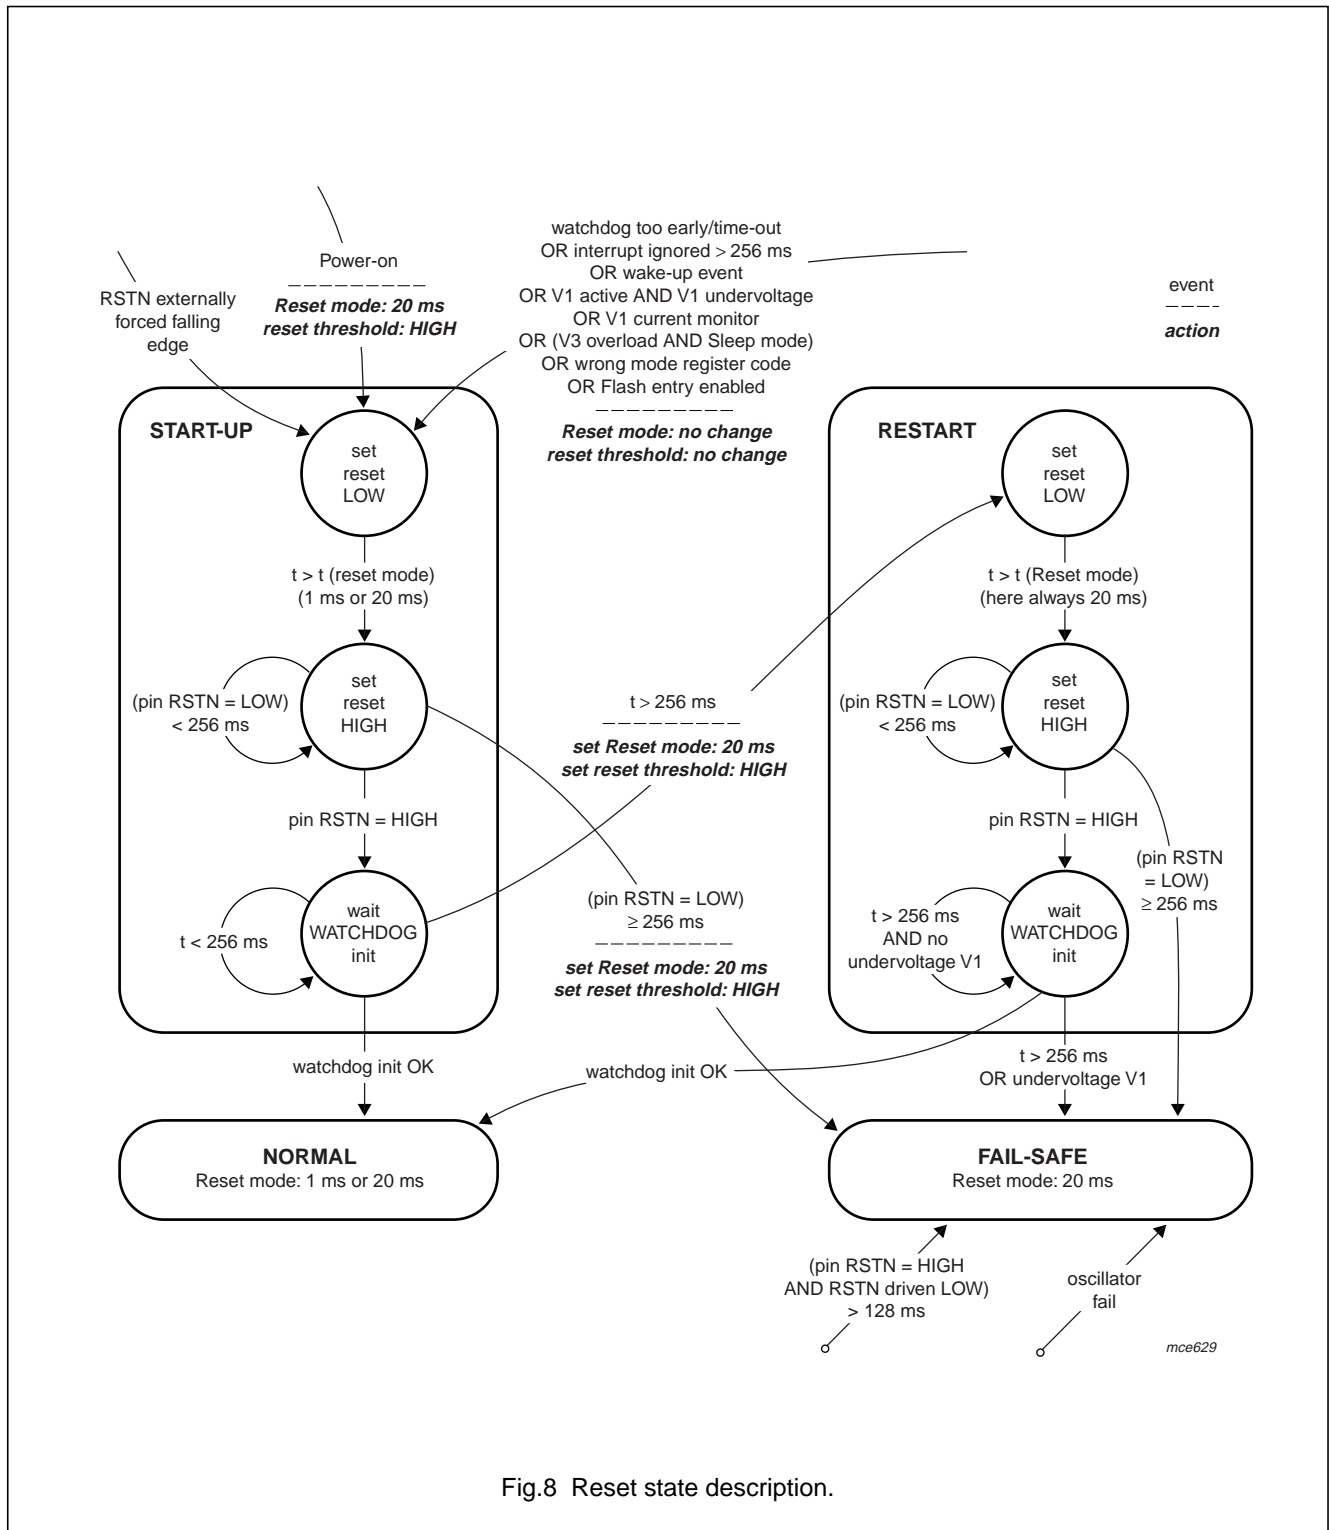 watchdog too early/time-out
OR interrupt ignored > 256 ms
OR wake-up event
OR V1 active AND V1 undervoltage
OR V1 current monitor
OR (V3 overload AND Sleep mode)
OR wrong mode register code
OR Flash entry enabled
Reset mode: no change
reset threshold: no change
Power-on
Reset mode: 20 ms
reset threshold: HIGH
RSTN externally
forced falling
edge
event
action
START-UP
set
reset
LOW
t > t (reset mode)
(1 ms or 20 ms)
set
reset
HIGH
(pin RSTN = LOW)
< 256 ms
pin RSTN = HIGH
wait
WATCHDOG
init
t < 256 ms
watchdog init OK
t > 256 ms
set Reset mode: 20 ms
set reset threshold: HIGH
(pin RSTN = LOW)
≥ 256 ms
set Reset mode: 20 ms
set reset threshold: HIGH
watchdog init OK
RESTART
set
reset
LOW
t > t (Reset mode)
(here always 20 ms)
set
reset
HIGH
(pin RSTN = LOW)
< 256 ms
pin RSTN = HIGH
(pin RSTN
= LOW)
≥ 256 ms
wait
WATCHDOG
init
t > 256 ms
AND no
undervoltage V1
t > 256 ms
OR undervoltage V1
NORMAL
Reset mode: 1 ms or 20 ms
FAIL-SAFE
Reset mode: 20 ms
(pin RSTN = HIGH
AND RSTN driven LOW)
> 128 ms
oscillator
fail
mce629
Fig.8 Reset state description.